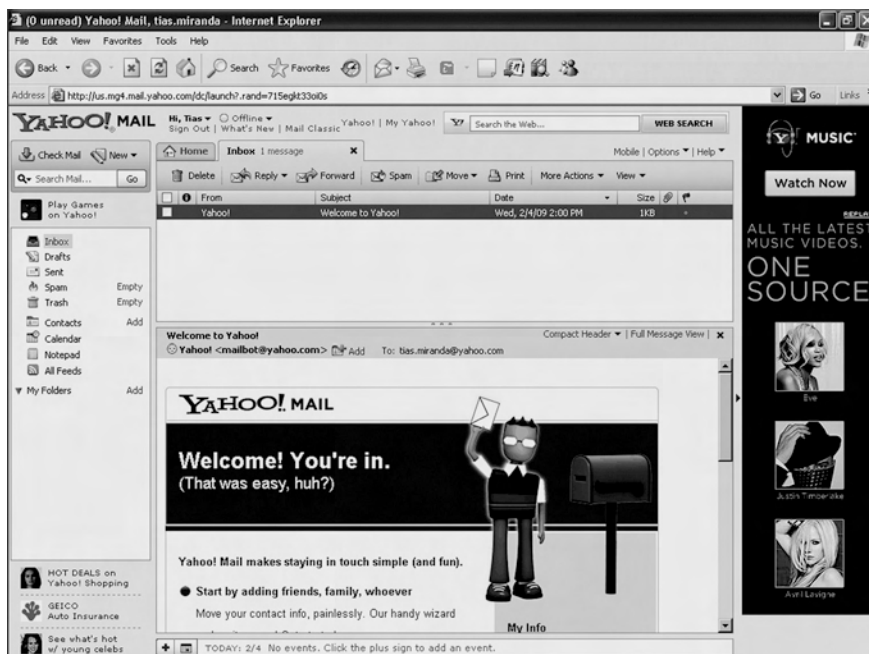 (0 unread) Yahoo! Mail, tias.miranda - Internet Explorer
File Edit View Favorites Tools Help
Back Search Favorites
Address http://us.mg4.mail.yahoo.com/dc/launch?.rand=715egkt33oi0s Go Links
YAHOO! MAIL
Hi, Tias Offline
Sign Out | What's New | Mail Classic
Yahoo! | My Yahoo!
Y! Search the Web... WEB SEARCH
Check Mail New
Search Mail... Go
Play Games
on Yahoo!
Inbox
Drafts
Sent
Spam Empty
Trash Empty
Contacts Add
Calendar
Notepad
All Feeds
My Folders Add
HOT DEALS on
Yahoo! Shopping
GEICO
Auto Insurance
See what's hot
w/ young celebs
Home Inbox 1 message x Mobile | Options | Help
Delete Reply Forward Spam Move Print More Actions View
From Subject Date Size
Yahoo! Welcome to Yahoo! Wed, 2/4/09 2:00 PM 1KB
Welcome to Yahoo! Compact Header | Full Message View | x
Yahoo! <mailbot@yahoo.com> Add To: tias.miranda@yahoo.com
YAHOO! MAIL
Welcome! You're in.
(That was easy, huh?)
Yahoo! Mail makes staying in touch simple (and fun).
Start by adding friends, family, whoever
Move your contact info, painlessly. Our handy wizard
My Info
TODAY: 2/4 No events. Click the plus sign to add an event.
Y! MUSIC
Watch Now
REPLAY
ALL THE LATEST
MUSIC VIDEOS.
ONE
SOURCE
Eve
Justin Timberlake
Avril Lavigne